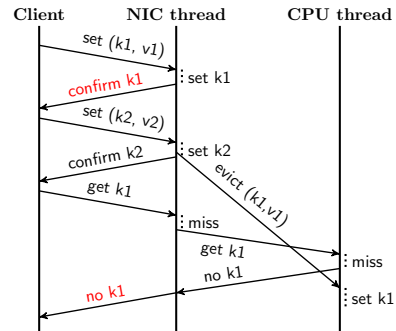 Client NIC thread CPU thread
set (k1, v1)
set k1
confirm k1
set (k2, v2)
set k2
confirm k2
evict (k1,v1)
get k1
miss
get k1
miss
no k1
no k1
set k1